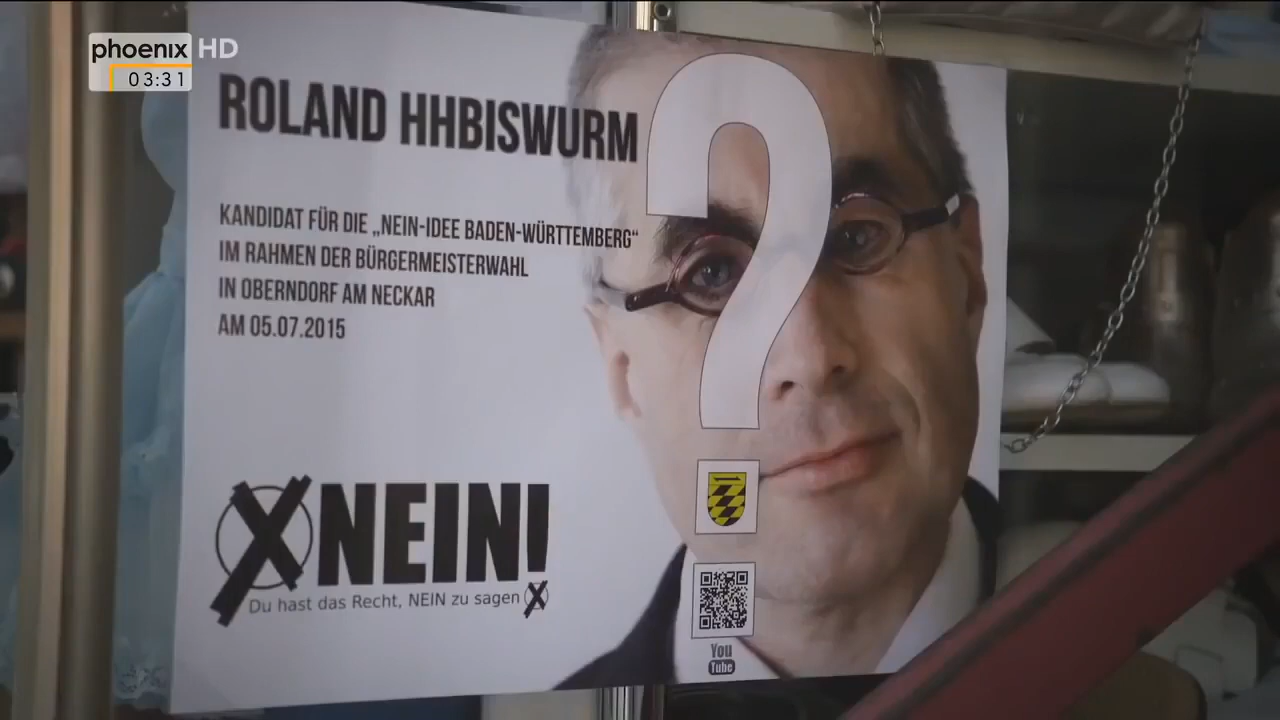 phoenix HD
03:31
ROLAND HHBISWURM
KANDIDAT FÜR DIE „NEIN-IDEE BADEN-WÜRTTEMBERG“
IM RAHMEN DER BÜRGERMEISTERWAHL
IN OBERNDORF AM NECKAR
AM 05.07.2015
?
X NEIN!
Du hast das Recht, NEIN zu sagen X
You
Tube